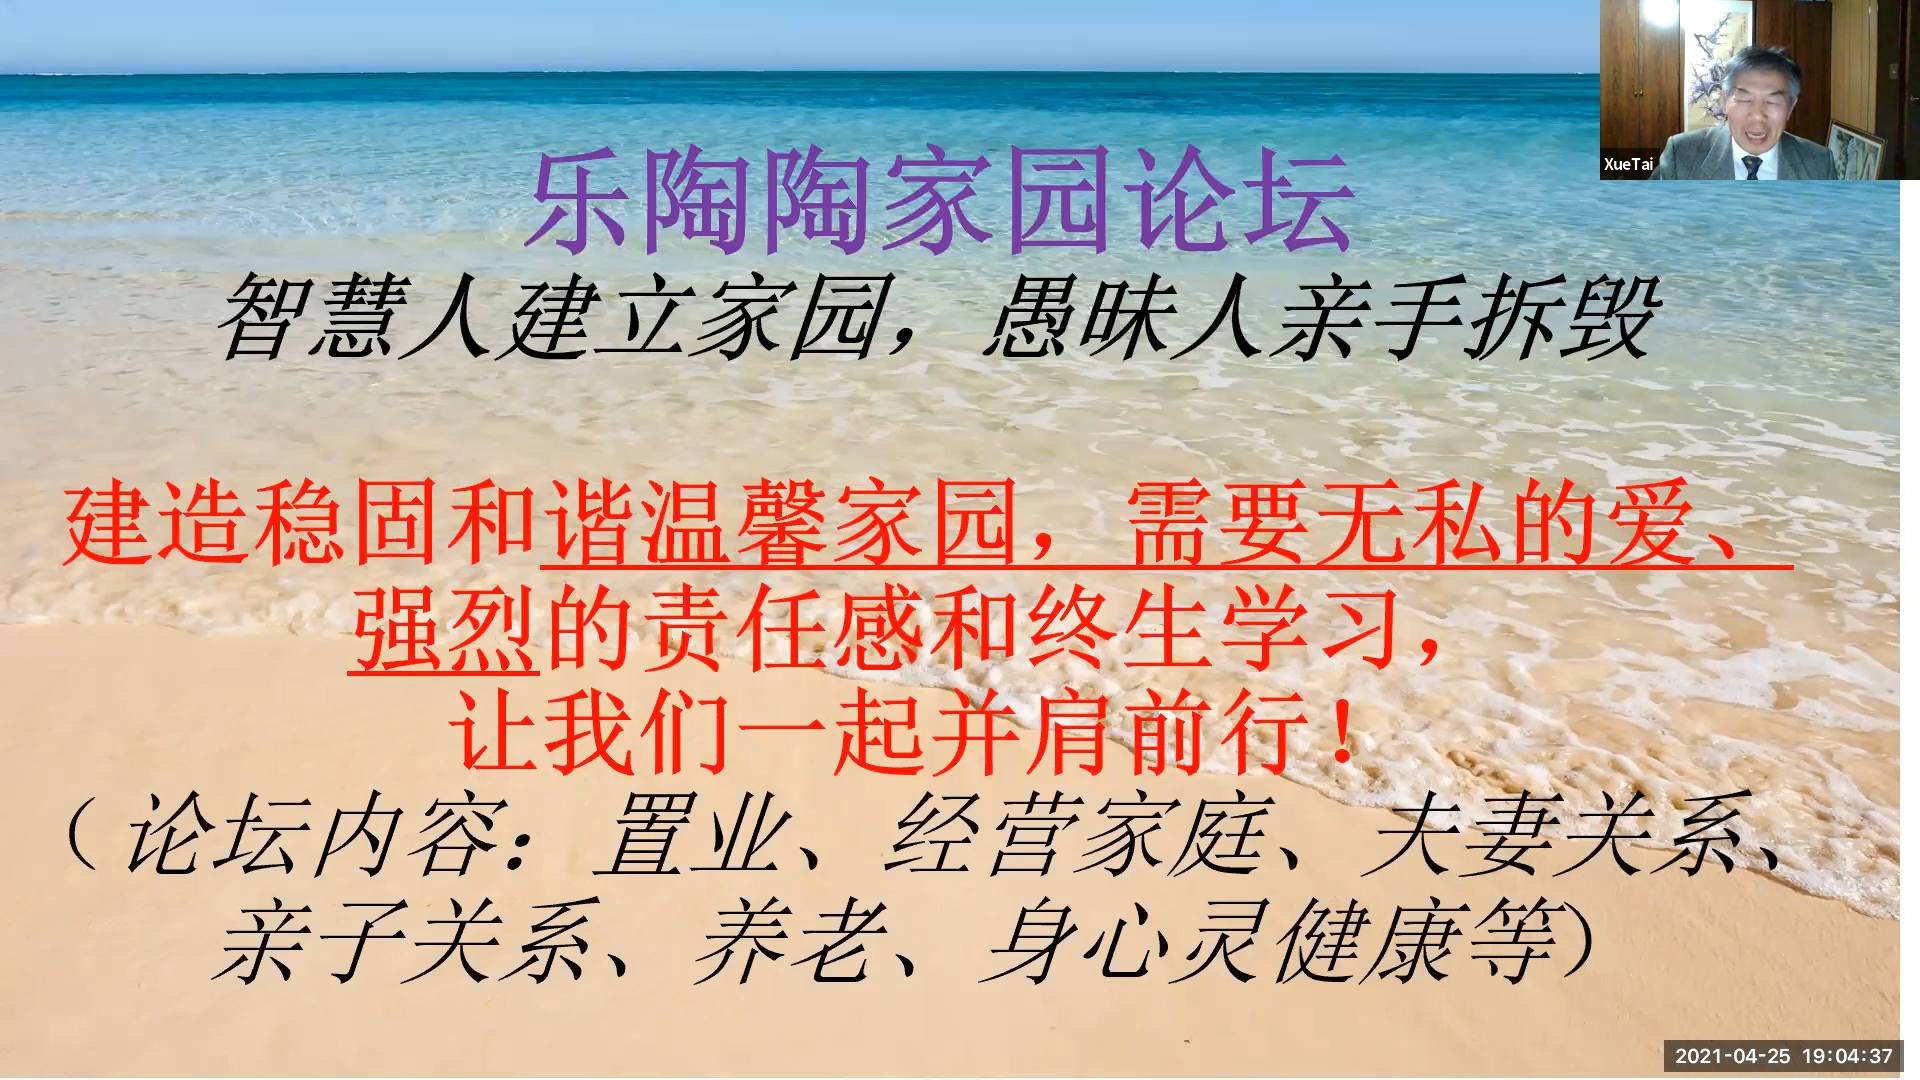 乐陶陶家园论坛
智慧人建立家园，愚昧人亲手拆毁
建造稳固和谐温馨家园，需要无私的爱、
强烈的责任感和终生学习，
让我们一起并肩前行！
（论坛内容：置业、经营家庭、夫妻关系、
亲子关系、养老、身心灵健康等）
XueTai
2021-04-25 19:04:37